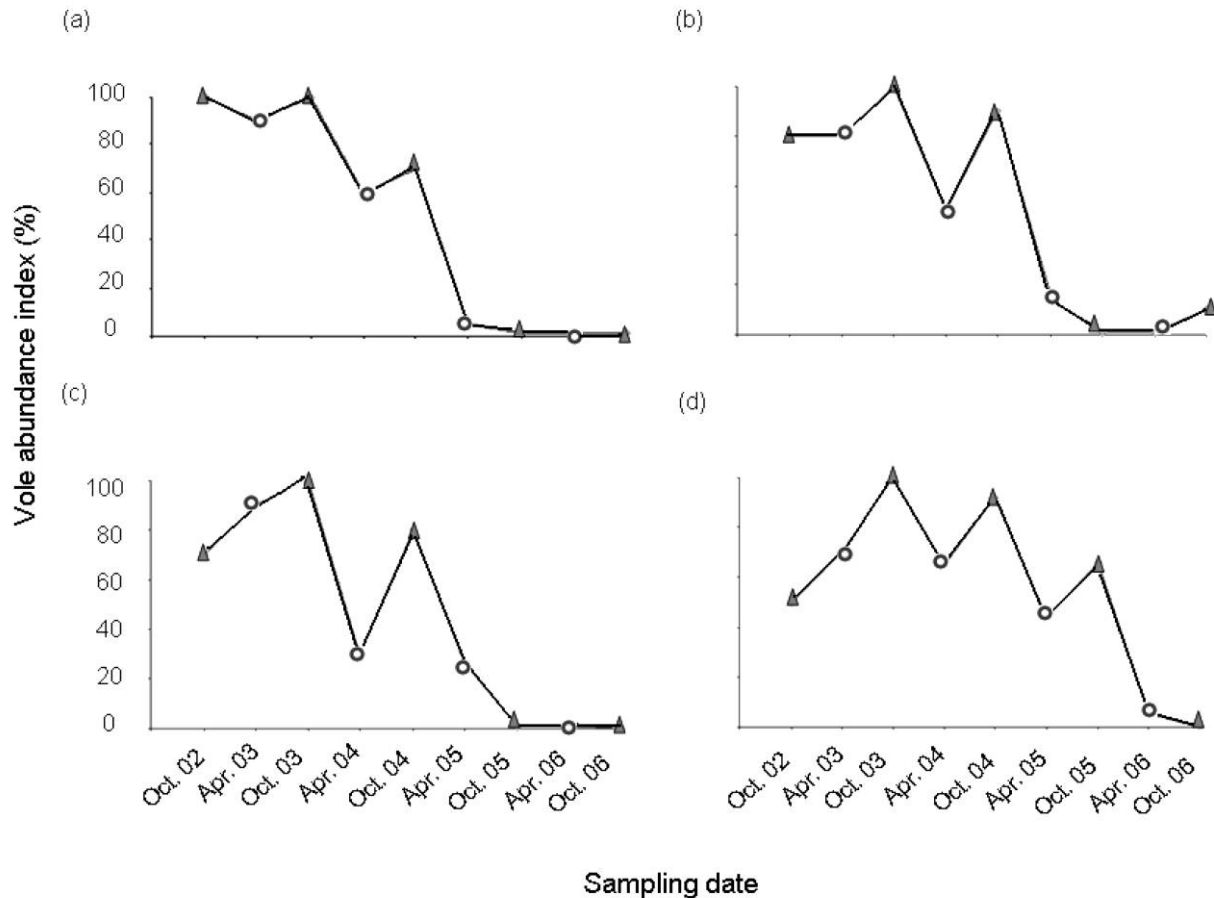 (a)
(b)
Vole abundance index (%)
100
80
60
40
20
0
(c)
(d)
100
80
60
40
20
0
Oct. 02
Apr. 03
Oct. 03
Apr. 04
Oct. 04
Apr. 05
Oct. 05
Apr. 06
Oct. 06
Oct. 02
Apr. 03
Oct. 03
Apr. 04
Oct. 04
Apr. 05
Oct. 05
Apr. 06
Oct. 06
Sampling date